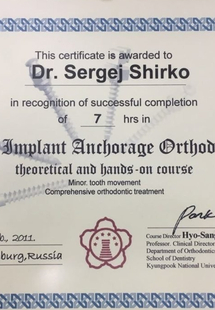 This certificate is awarded to
Dr. Sergej Shirko
in recognition of successful completion
of 7 hrs in
Implant Anchorage Orthod
theoretical and hands-on course
Minor. tooth movement
Comprehensive orthodontic treatment
b., 2011.
burg,Russia
Course Director Hyo-Sang
Professor. Clinical Director
Department of Orthodontics
School of Dentistry
Kyungpook National University